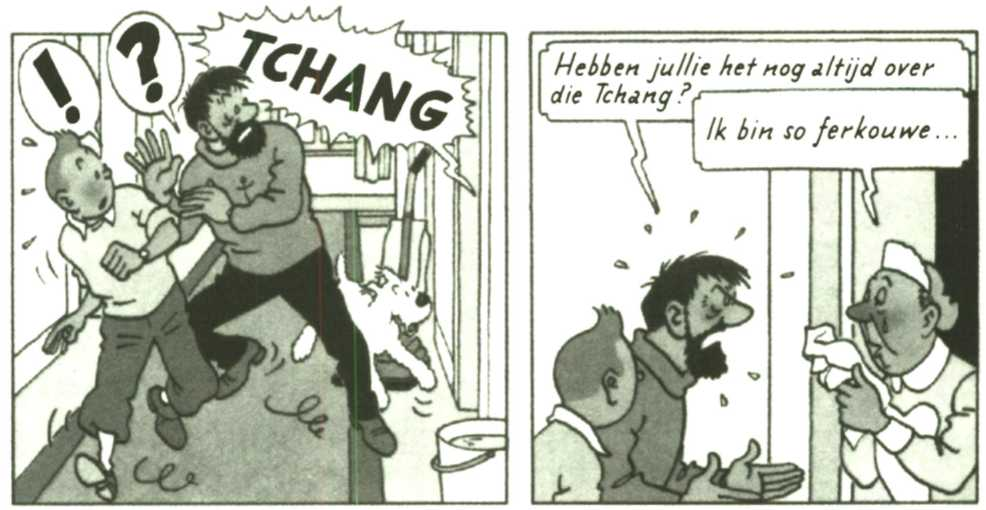 !
?
TCHANG
Hebben jullie het nog altijd over
die Tchang?
Ik bin so ferkouwe...